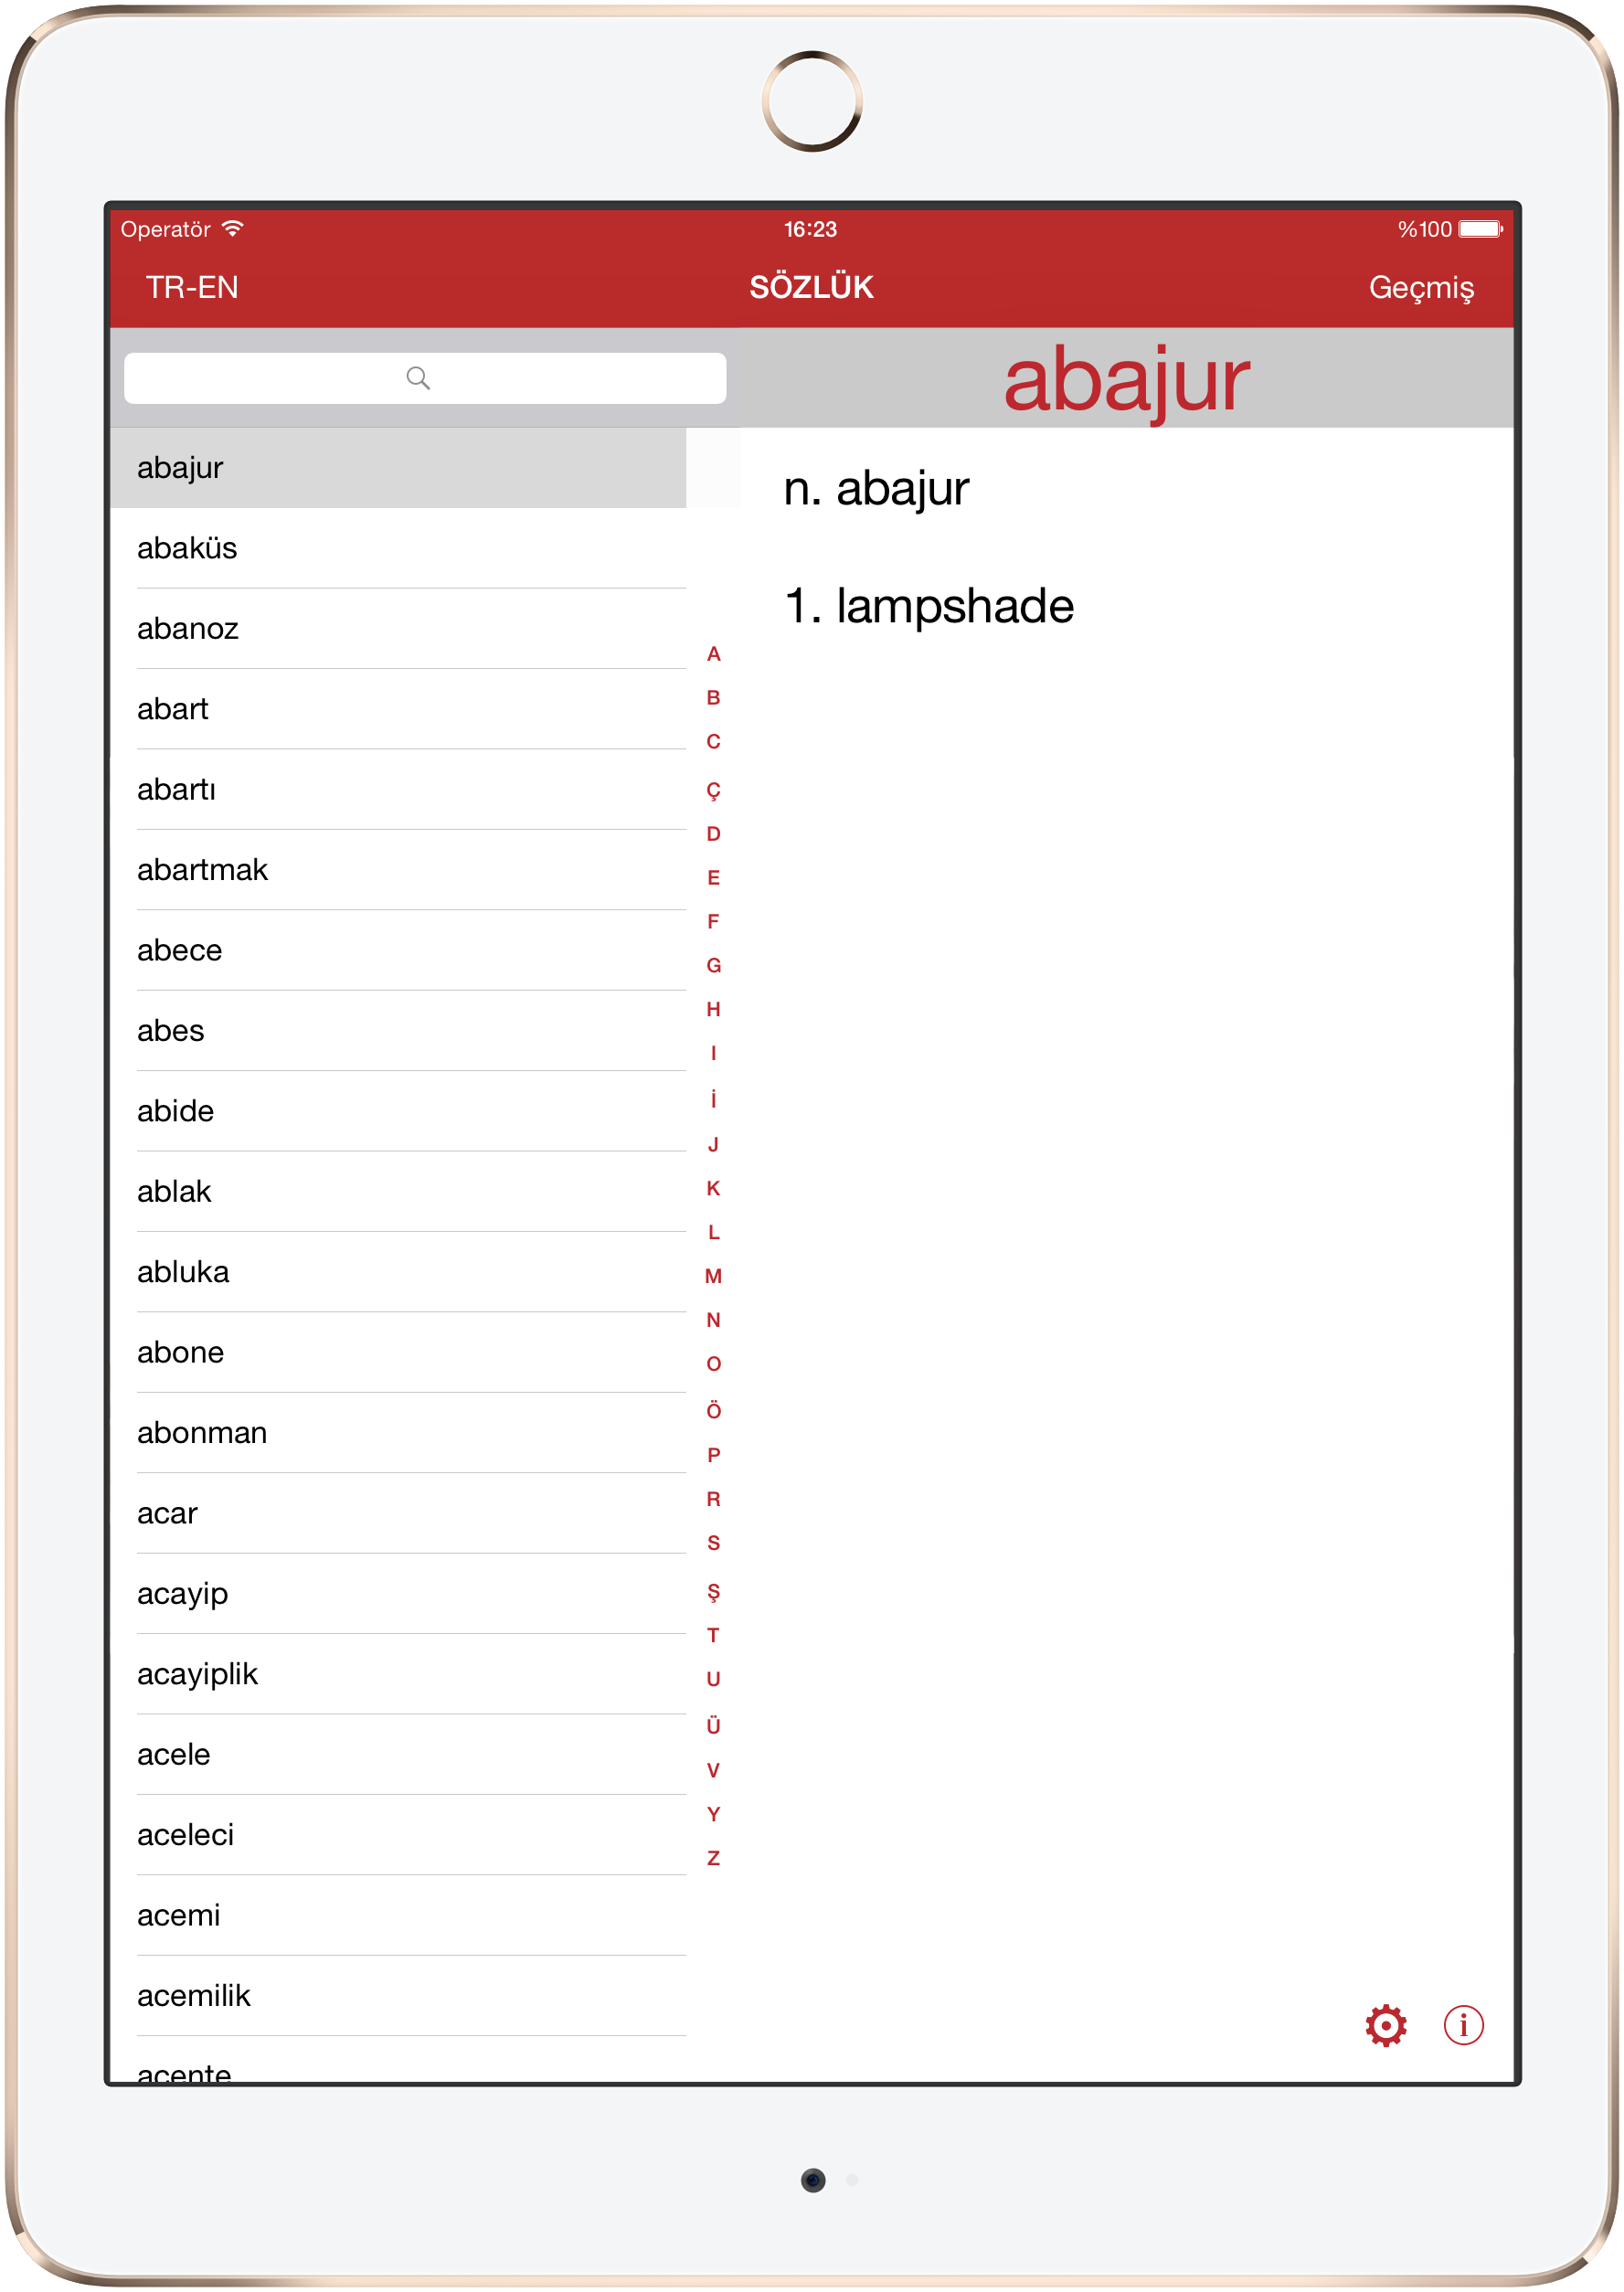 Operatör 16:23 %100
TR-EN SÖZLÜK Geçmiş
abajur
abajur
abaküs
abanoz
abart
abartı
abartmak
abece
abes
abide
ablak
abluka
abone
abonman
acar
acayip
acayiplik
acele
aceleci
acemi
acemilik
acente
A
B
C
Ç
D
E
F
G
H
I
İ
J
K
L
M
N
O
Ö
P
R
S
Ş
T
U
Ü
V
Y
Z
n. abajur
1. lampshade
i